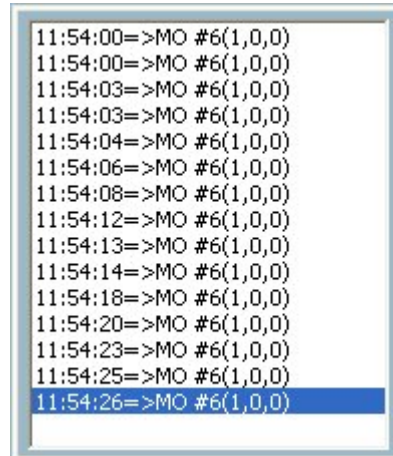 11:54:00=>MO #6(1,0,0)
11:54:00=>MO #6(1,0,0)
11:54:03=>MO #6(1,0,0)
11:54:03=>MO #6(1,0,0)
11:54:04=>MO #6(1,0,0)
11:54:06=>MO #6(1,0,0)
11:54:08=>MO #6(1,0,0)
11:54:12=>MO #6(1,0,0)
11:54:13=>MO #6(1,0,0)
11:54:14=>MO #6(1,0,0)
11:54:18=>MO #6(1,0,0)
11:54:20=>MO #6(1,0,0)
11:54:23=>MO #6(1,0,0)
11:54:25=>MO #6(1,0,0)
11:54:26=>MO #6(1,0,0)